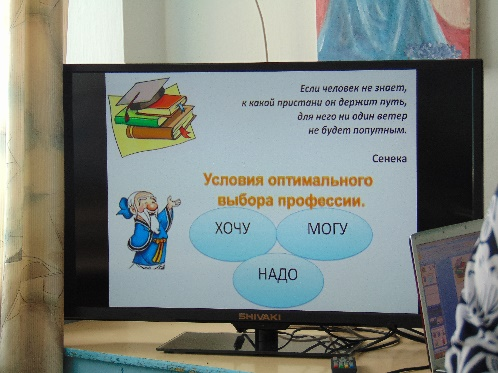 Если человек не знает,
к какой пристани он держит путь,
для него ни один ветер
не будет попутным.
Сенека
Условия оптимального
выбора профессии.
ХОЧУ
МОГУ
НАДО
SHIVAKI